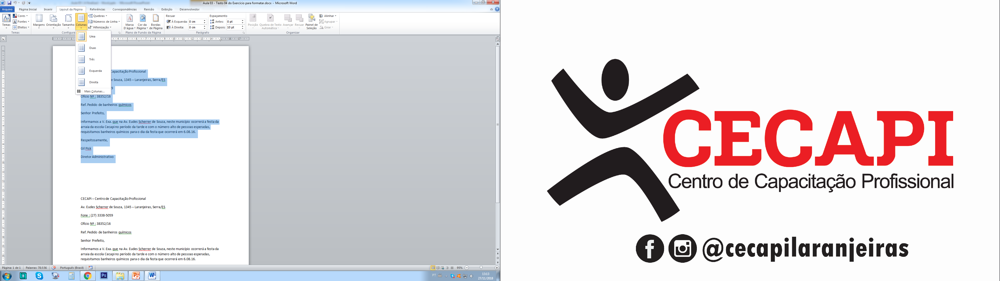 Aula 03 - Texto 04 do Exercício para formatar.docx - Microsoft Word
Arquivo Página Inicial Inserir Layout da Página Referências Correspondências Revisão Exibição Desenvolvedor
Cores
Fontes
Efeitos
Temas
Margens Orientação Tamanho Colunas
Quebras
Números de Linha
Hifenização
Marca D'água
Cor da Página
Bordas de Página
Recuar
À Esquerda: 0 cm
À Direita: 0 cm
Espaçamento
Antes: 0 pt
Depois: 10 pt
Posição
Quebra de Texto Automática
Avançar
Recuar
Painel de Seleção
Alinhar
Agrupar
Girar
Temas Configura Plano de Fundo da Página Parágrafo Organizar
Uma
Duas
Três
Esquerda
Direita
Mais Colunas...
Capacitação Profissional
e Souza, 1345 – Laranjeiras, Serra/ES
9
Ofício Nº : 38352/16
Ref. Pedido de banheiros químicos
Senhor Prefeito,
Informamos a V. Exa. que na Av. Eudes Scherrer de Souza, neste município ocorrerá a festa da
arraia da escola Cecapi no período da tarde e com o número alto de pessoas esperadas,
requisitamos banheiros químicos para o dia da festa que ocorrerá em 6.08.16.
Respeitosamente,
Gil Pisk
Diretor Administrativo
CECAPI – Centro de Capacitação Profissional
Av. Eudes Scherrer de Souza, 1345 – Laranjeiras, Serra/ES
Fone : (27) 3338-5059
Ofício Nº : 38352/16
Ref. Pedido de banheiros químicos
Senhor Prefeito,
Informamos a V. Exa. que na Av. Eudes Scherrer de Souza, neste município ocorrerá a festa da
arraia da escola Cecapi no período da tarde e com o número alto de pessoas esperadas,
requisitamos banheiros químicos para o dia da festa que ocorrerá em 6.08.16.
Página: 1 de 1 Palavras: 78/156 Português (Brasil) 95%
PT 13:13
27/11/2018
CECAPI
Centro de Capacitação Profissional
@cecapilaranjeiras